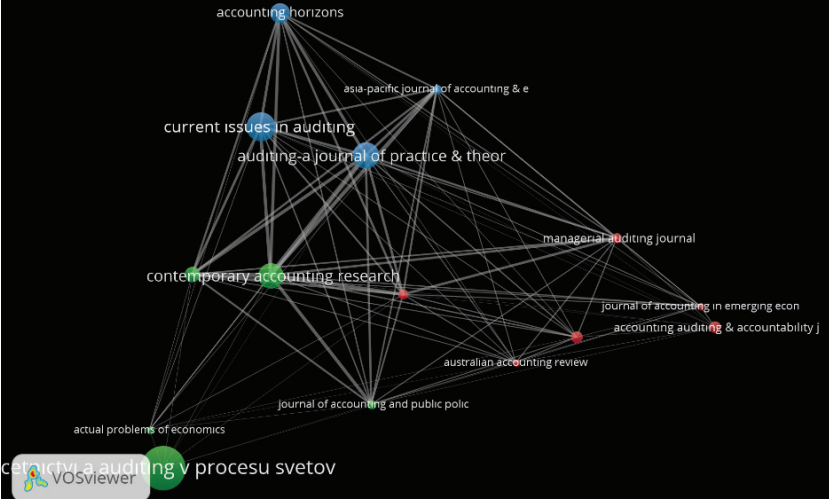 accounting horizons
asia-pacific journal of accounting & e
current issues in auditing
auditing-a journal of practice & theor
managerial auditing journal
contemporary accounting research
journal of accounting in emerging econ
accounting auditing & accountability j
australian accounting review
journal of accounting and public polic
actual problems of economics
cetnictvi a auditing v procesu svetov
VOSviewer